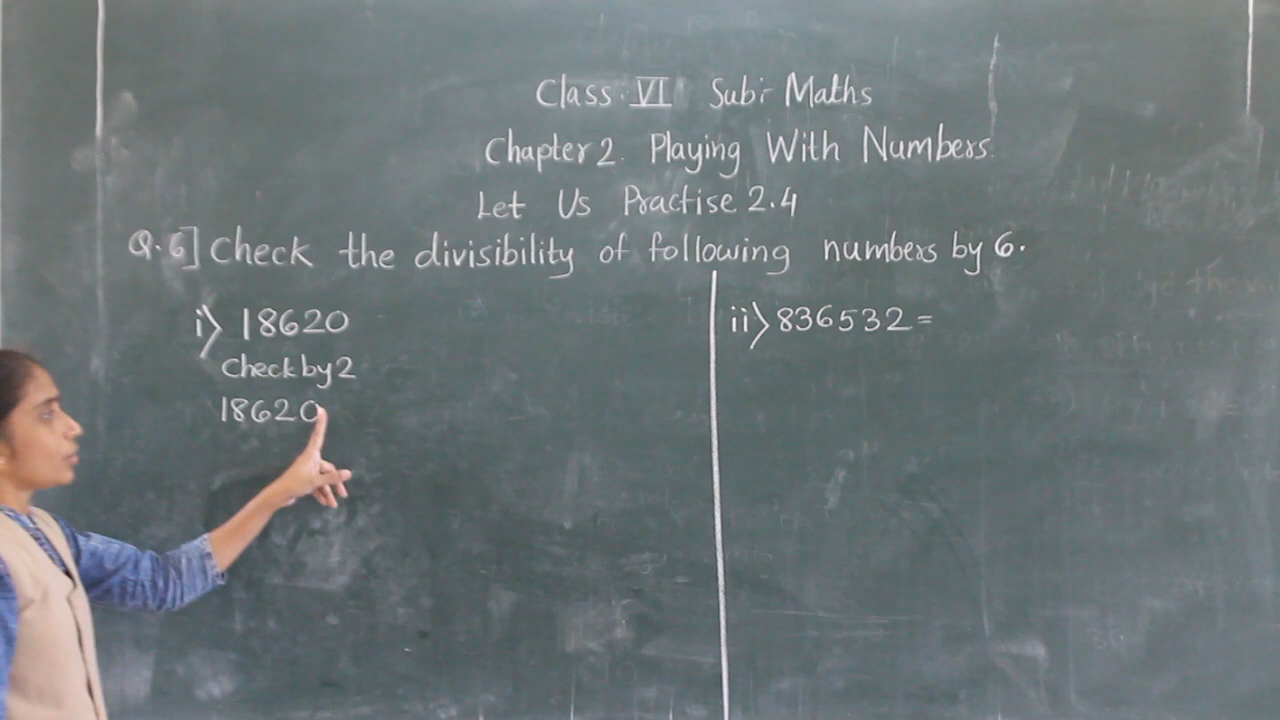 Class. VI Sub:- Maths
Chapter 2. Playing With Numbers.
Let Us Practise 2.4
Q.6] Check the divisibility of following numbers by 6.
i) 18620
Check by 2
18620
ii) 836532 =